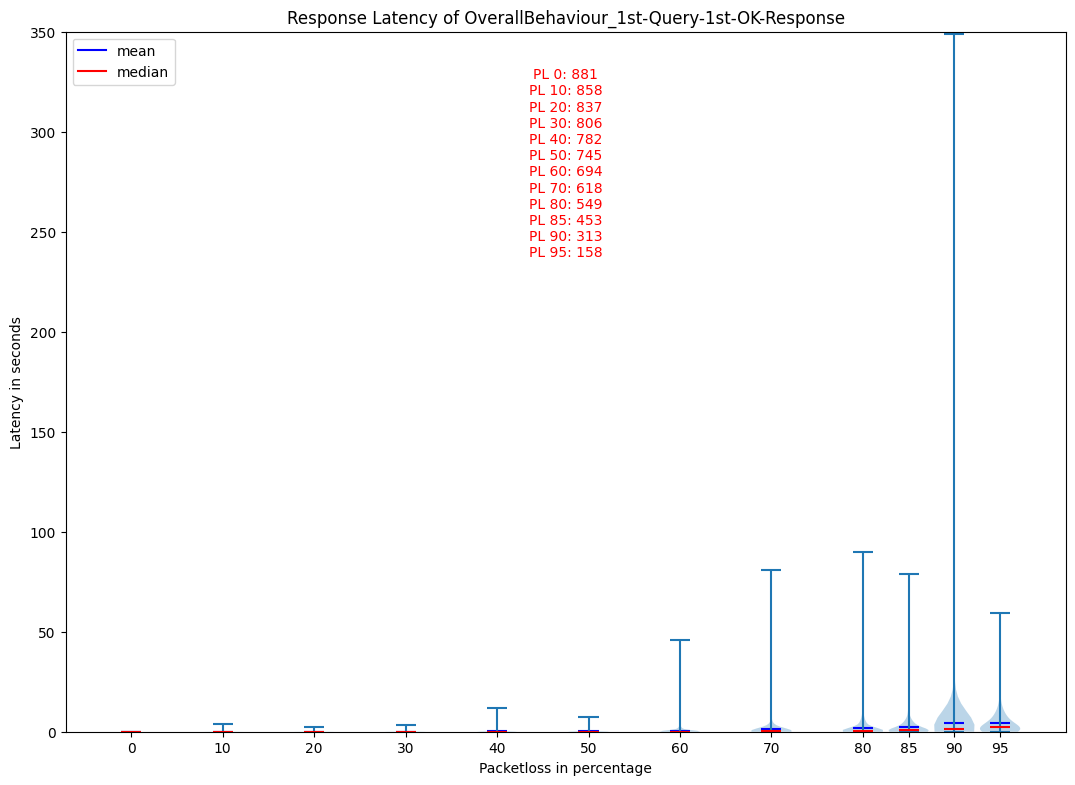 Response Latency of OverallBehaviour_1st-Query-1st-OK-Response
mean
median
PL 0: 881
PL 10: 858
PL 20: 837
PL 30: 806
PL 40: 782
PL 50: 745
PL 60: 694
PL 70: 618
PL 80: 549
PL 85: 453
PL 90: 313
PL 95: 158
Latency in seconds
350
300
250
200
150
100
50
0
0 10 20 30 40 50 60 70 80 85 90 95
Packetloss in percentage